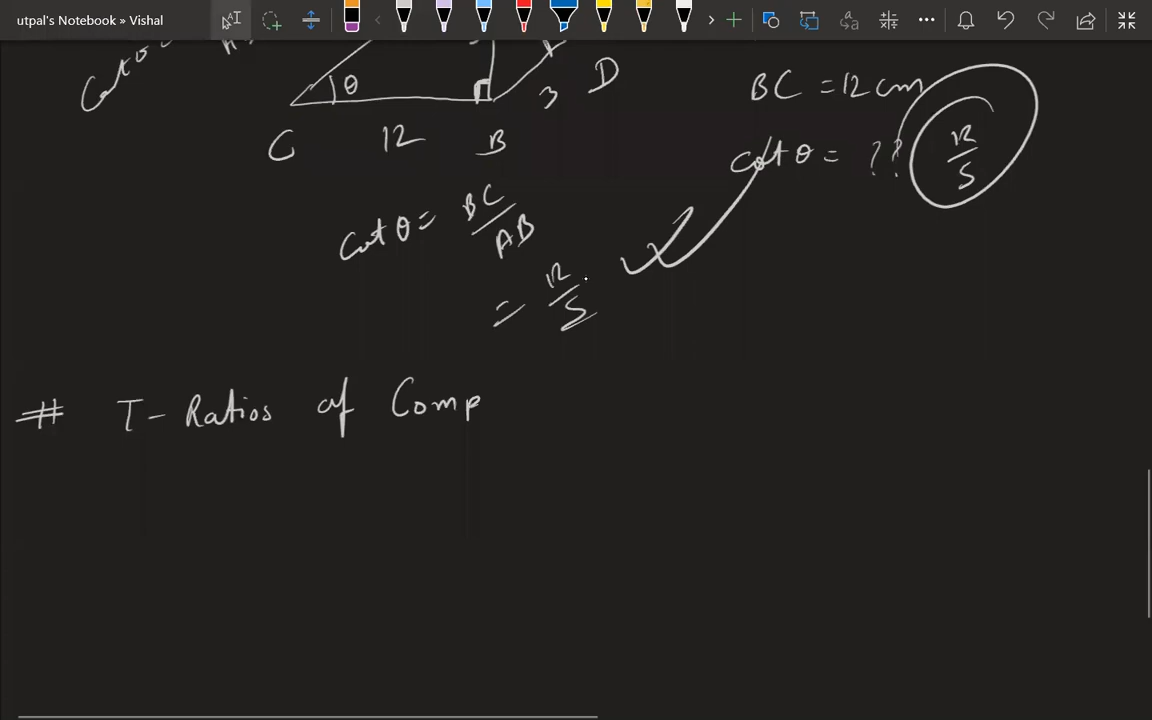 utpal's Notebook » Vishal
Cot θ
θ
D
3
C 12 B
BC = 12 cm
Cot θ = ?? 12/5
Cot θ = BC/AB
= 12/5
# T-Ratios of Comp